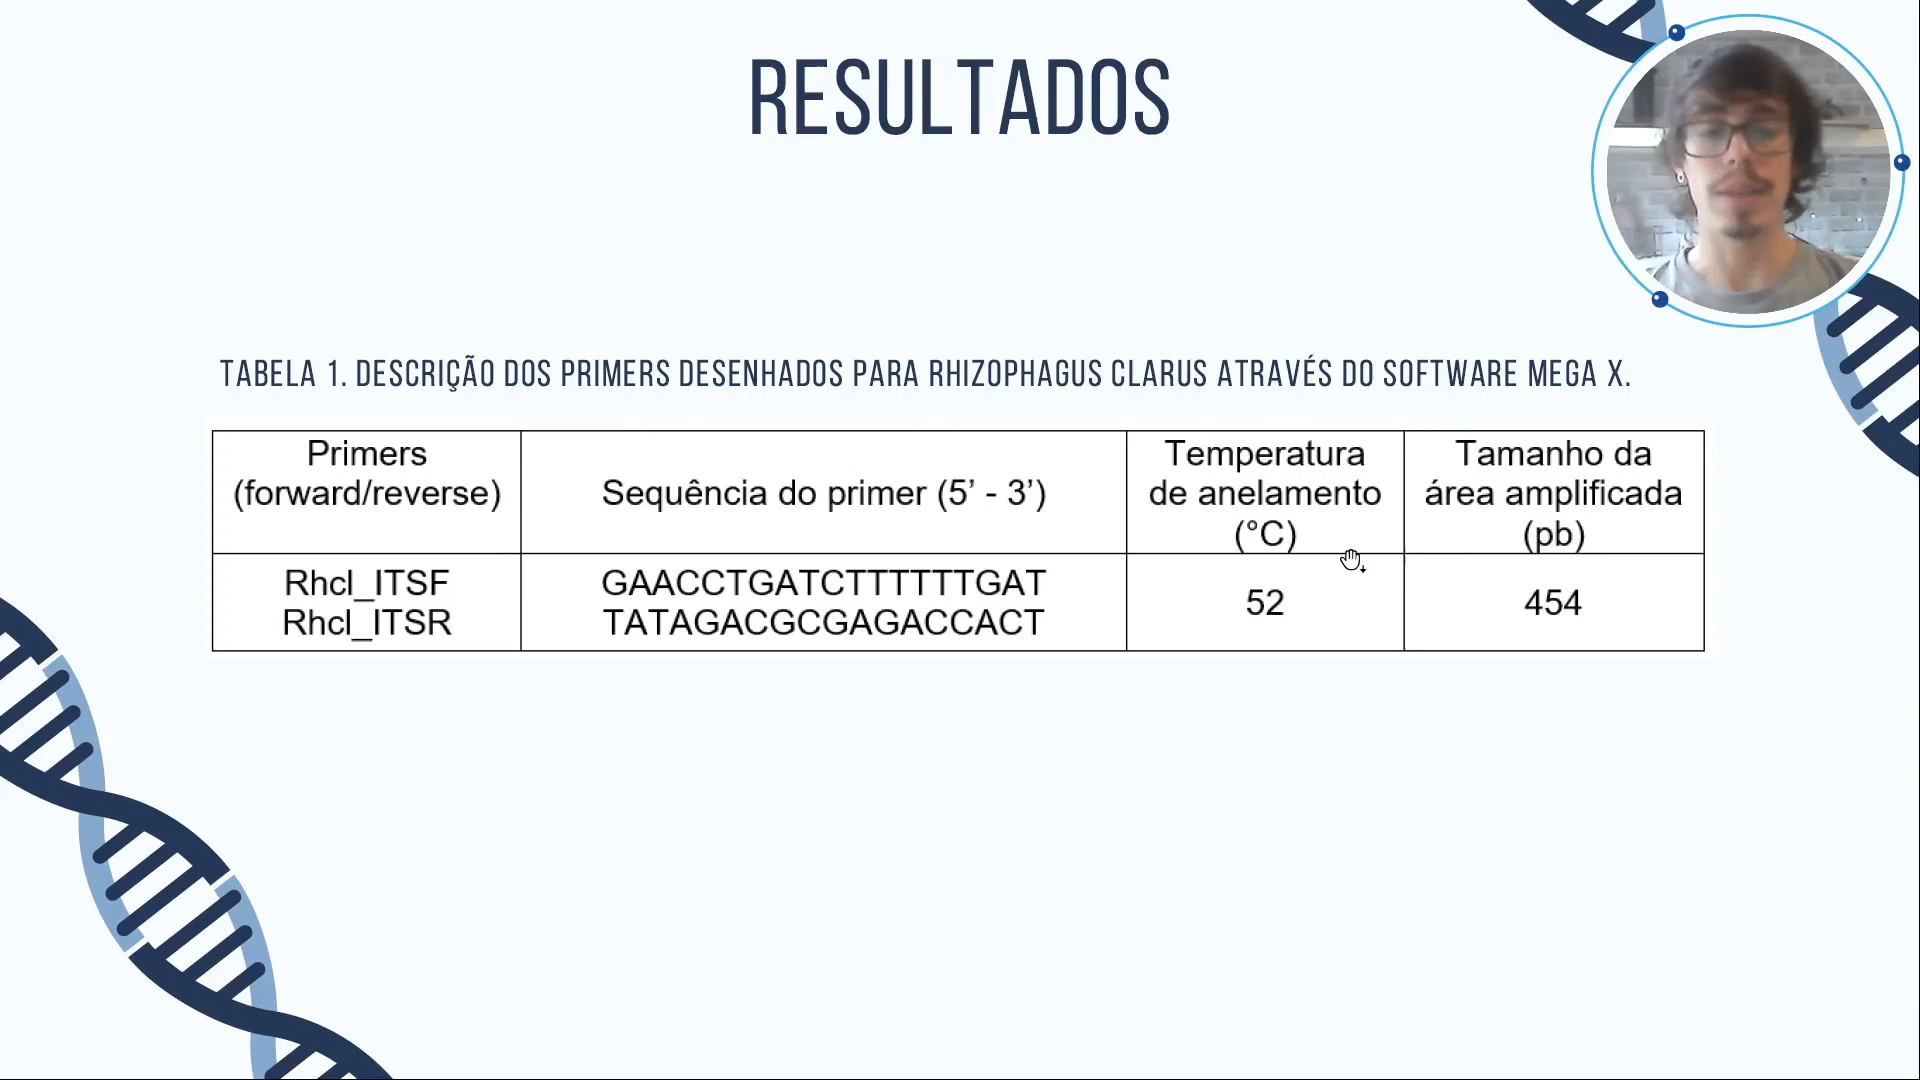 RESULTADOS
TABELA 1. DESCRIÇÃO DOS PRIMERS DESENHADOS PARA RHIZOPHAGUS CLARUS ATRAVÉS DO SOFTWARE MEGA X.
Primers
(forward/reverse)
Sequência do primer (5’ - 3’)
Temperatura
de anelamento
(°C)
Tamanho da
área amplificada
(pb)
Rhcl_ITSF
Rhcl_ITSR
GAACCTGATCTTTTTTGAT
TATAGACGCGAGACCACT
52
454